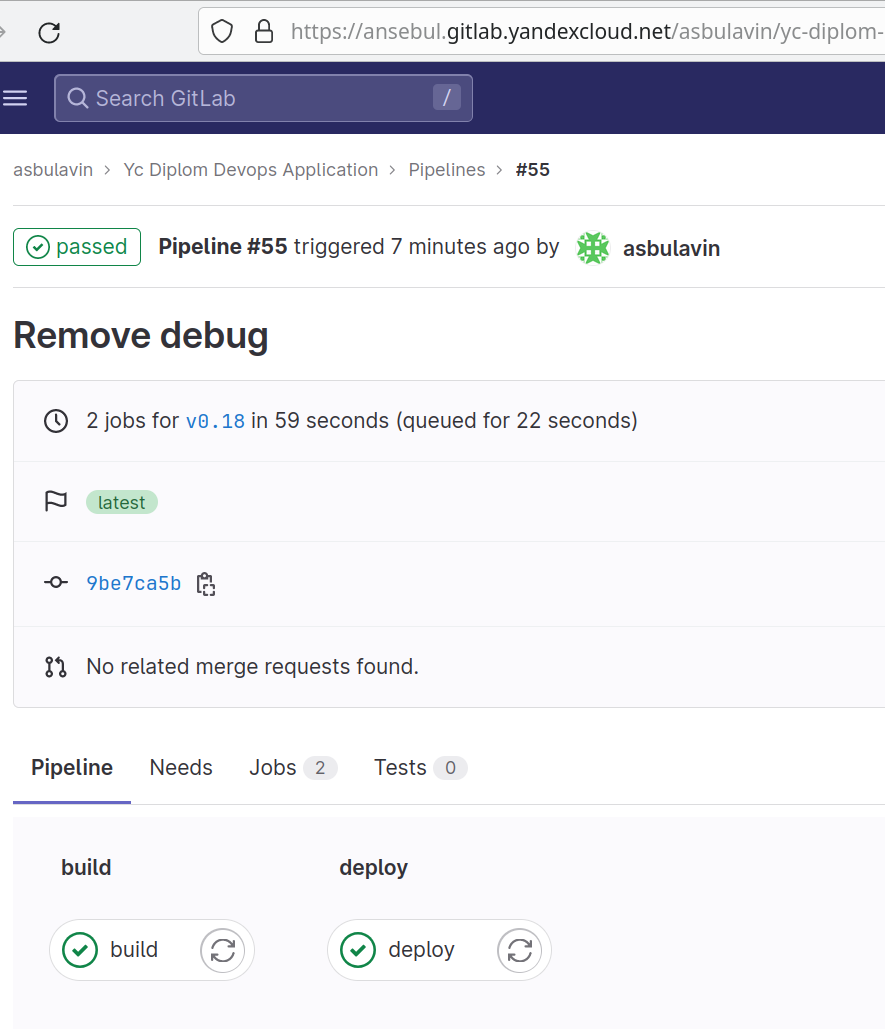 https://ansebul.gitlab.yandexcloud.net/asbulavin/yc-diplom-
Search GitLab /
asbulavin > Yc Diplom Devops Application > Pipelines > #55
passed Pipeline #55 triggered 7 minutes ago by asbulavin
Remove debug
2 jobs for v0.18 in 59 seconds (queued for 22 seconds)
latest
9be7ca5b
No related merge requests found.
Pipeline Needs Jobs 2 Tests 0
build deploy
build deploy